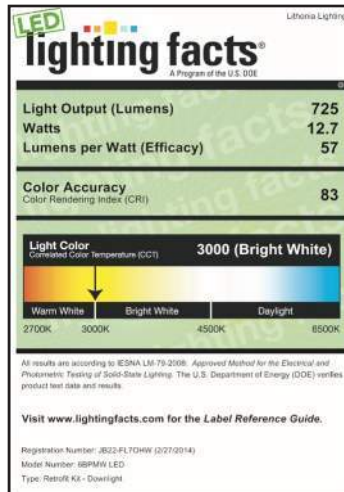 Lithonia Lighting
LED
lighting facts®
A Program of the U.S. DOE
Light Output (Lumens) 725
Watts 12.7
Lumens per Watt (Efficacy) 57
Color Accuracy 83
Color Rendering Index (CRI)
Light Color 3000 (Bright White)
Correlated Color Temperature (CCT)
Warm White Bright White Daylight
2700K 3000K 4500K 6500K
All results are according to IESNA LM-79-2008: Approved Method for the Electrical and
Photometric Testing of Solid-State Lighting. The U.S. Department of Energy (DOE) verifies
product test data and results.
Visit www.lightingfacts.com for the Label Reference Guide.
Registration Number: JB22-FL7OHW (2/27/2014)
Model Number: 6BPMW LED
Type: Retrofit Kit - Downlight